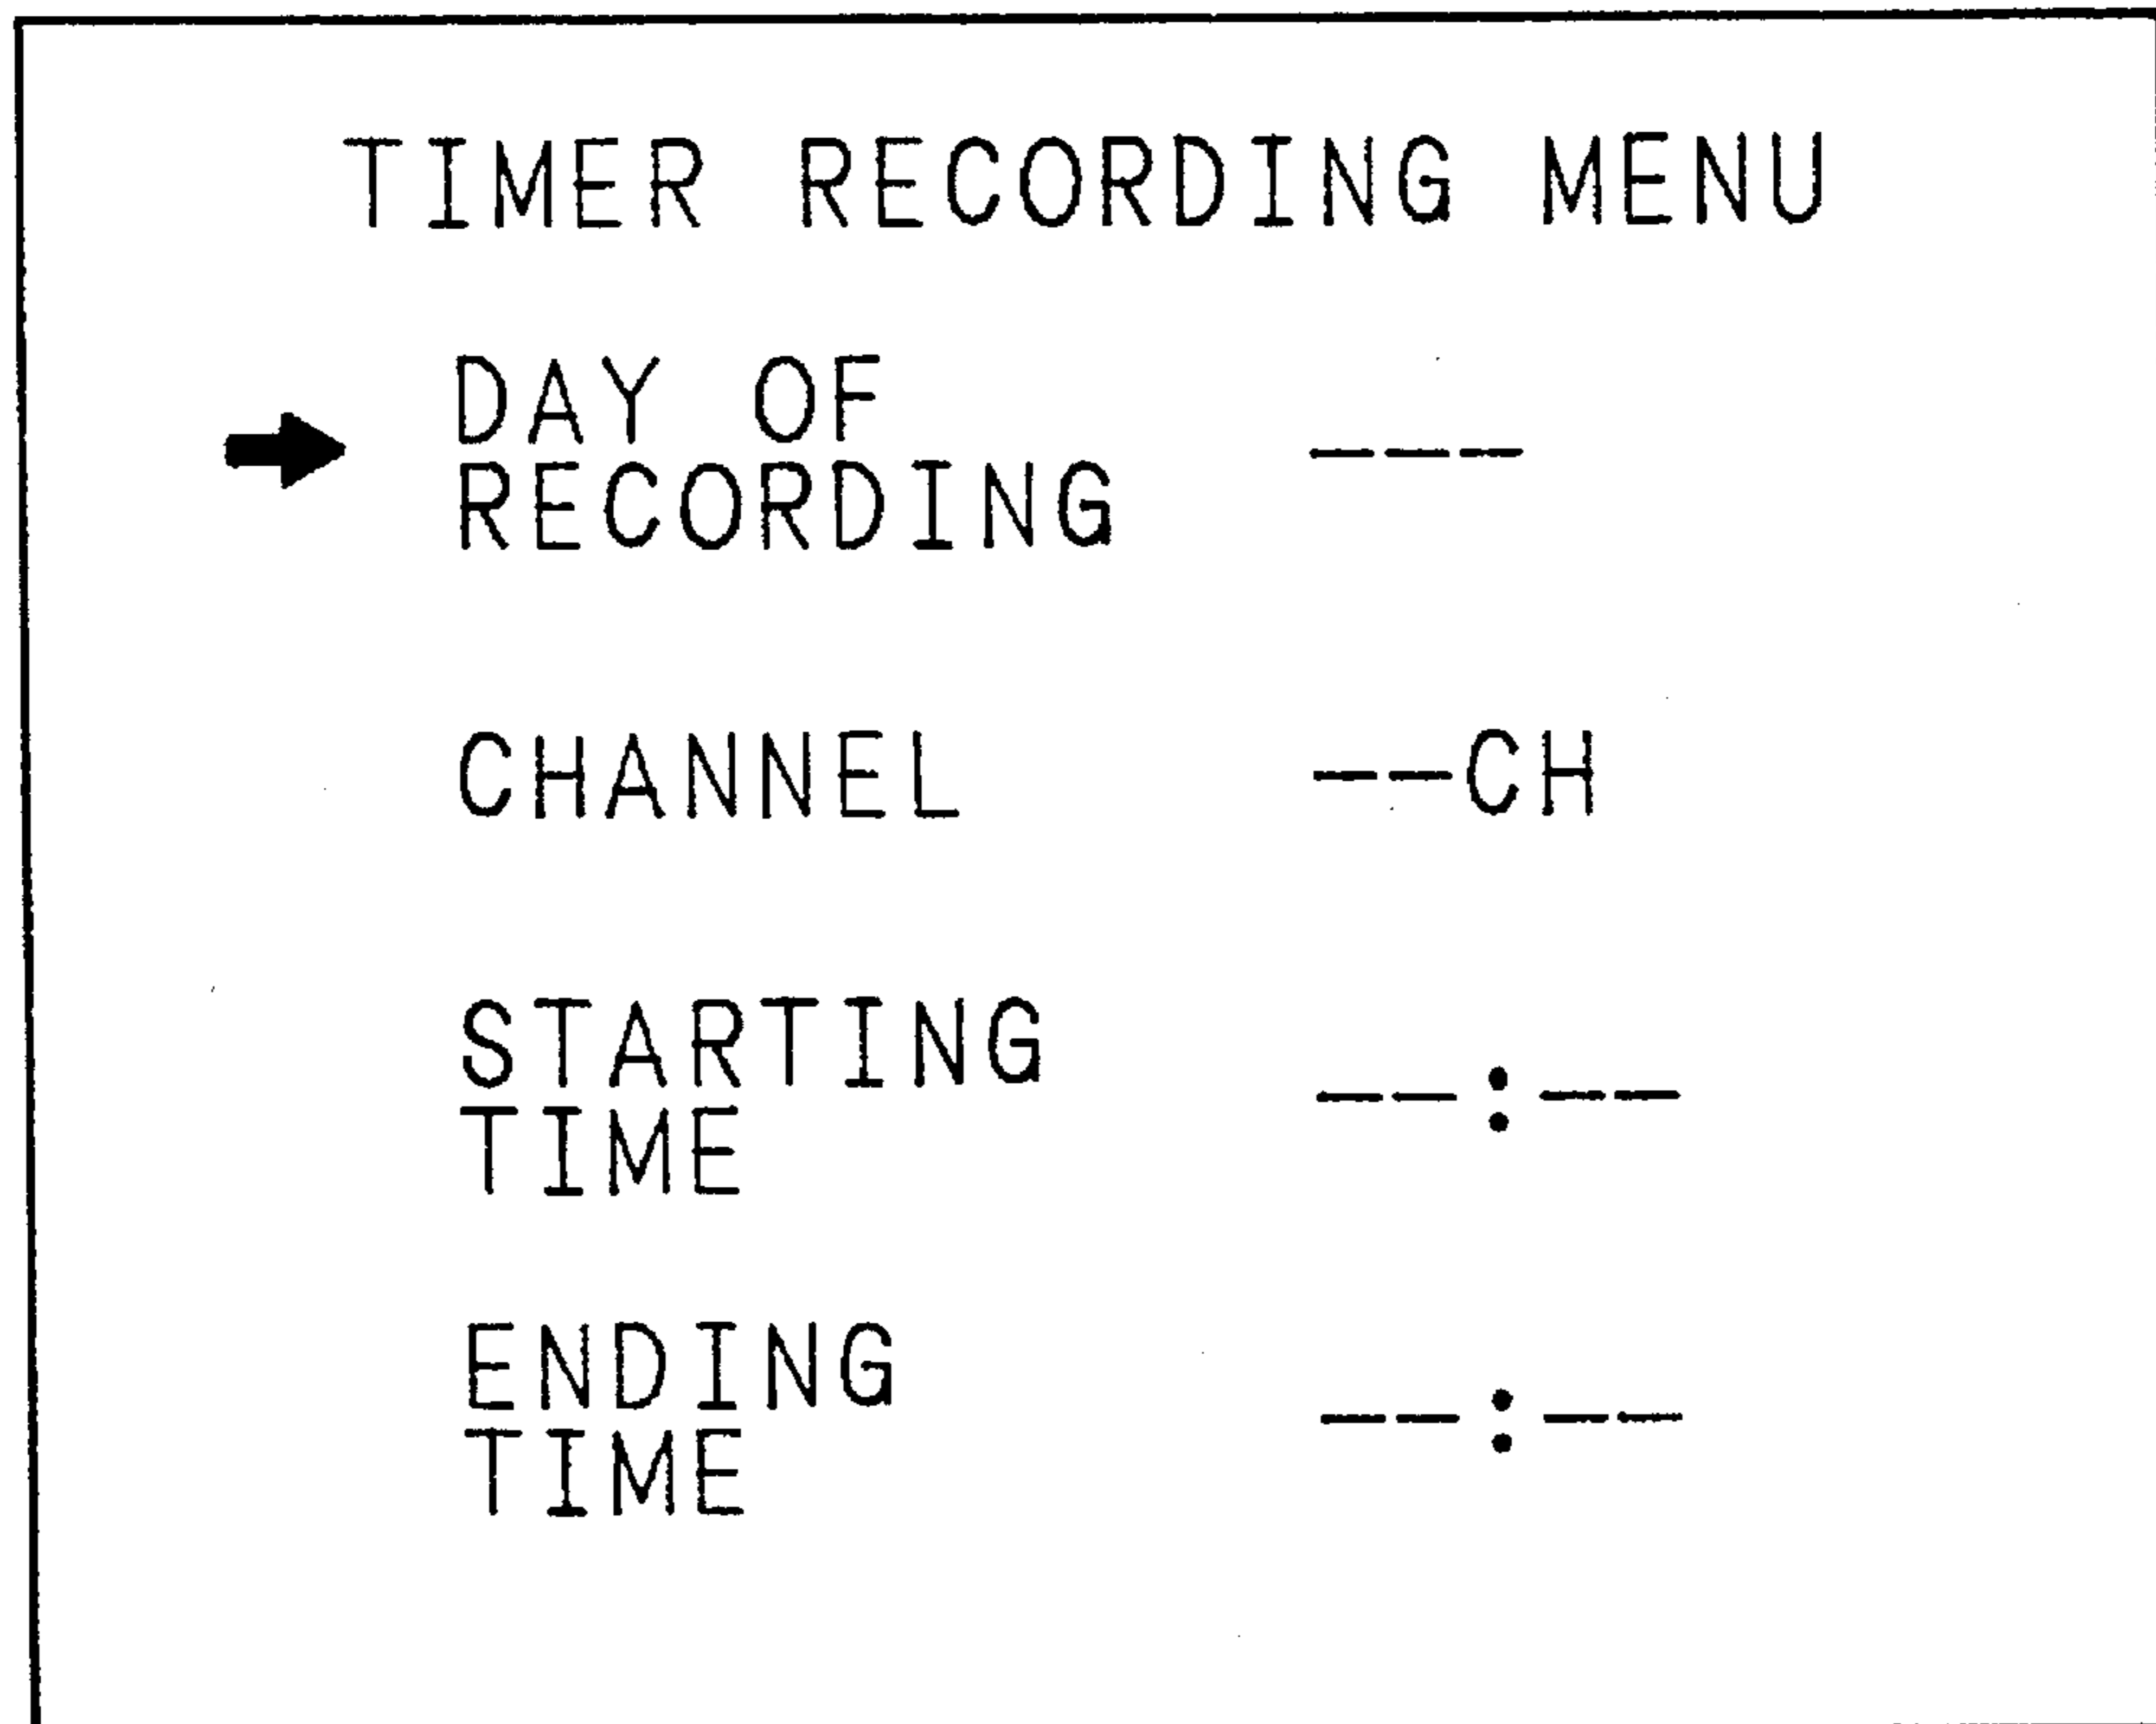 TIMER RECORDING MENU
DAY OF
RECORDING ---
CHANNEL --CH
STARTING
TIME --:--
ENDING
TIME --:--